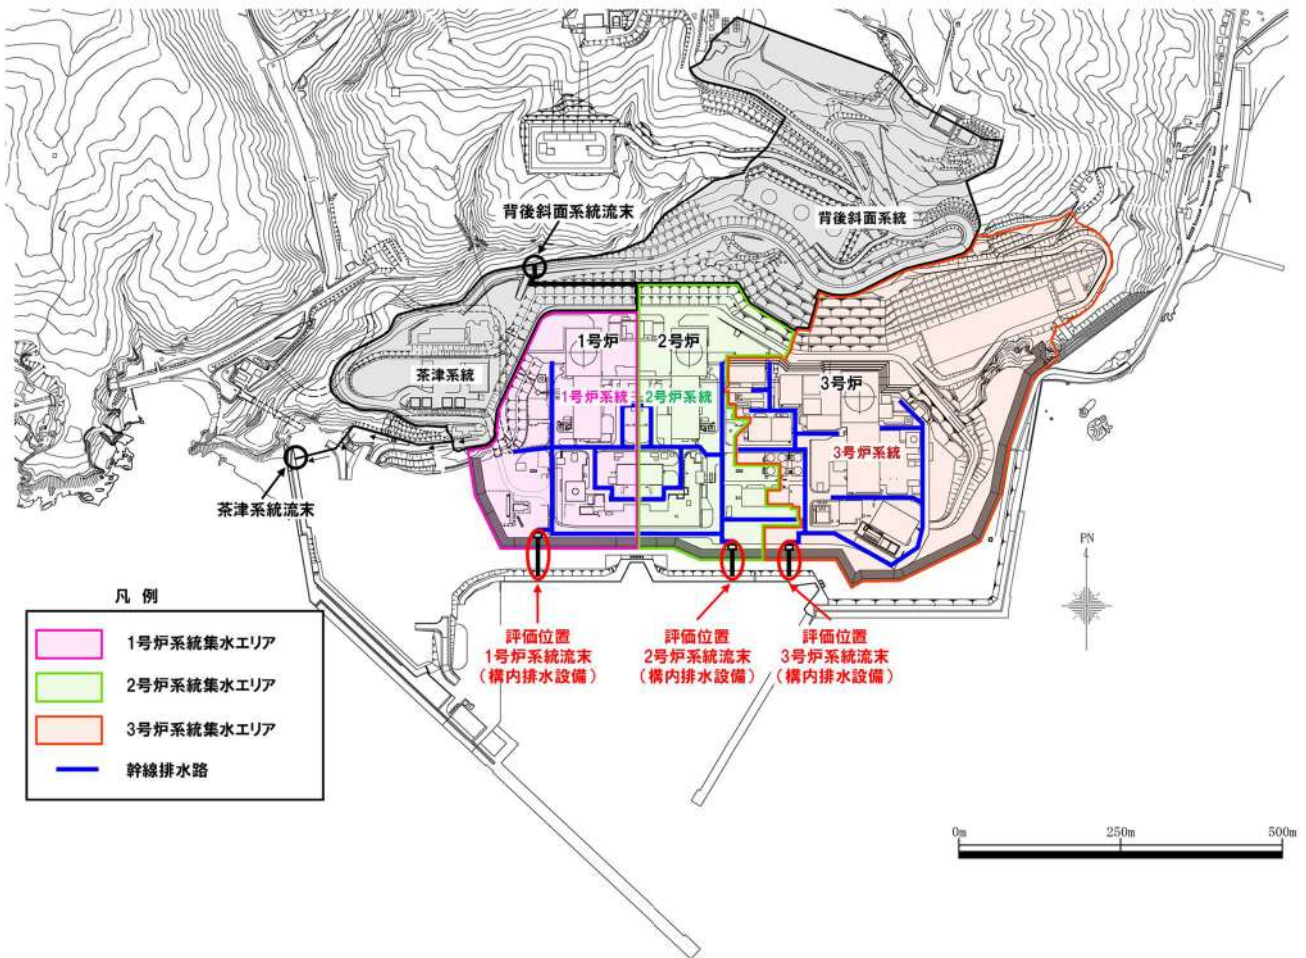 背後斜面系統流末
背後斜面系統
1号炉
2号炉
3号炉
茶津系統
1号炉系統
2号炉系統
3号炉系統
茶津系統流末
PN
評価位置
1号炉系統流末
(構内排水設備)
評価位置
2号炉系統流末
(構内排水設備)
評価位置
3号炉系統流末
(構内排水設備)
凡 例
1号炉系統集水エリア
2号炉系統集水エリア
3号炉系統集水エリア
幹線排水路
0m 250m 500m